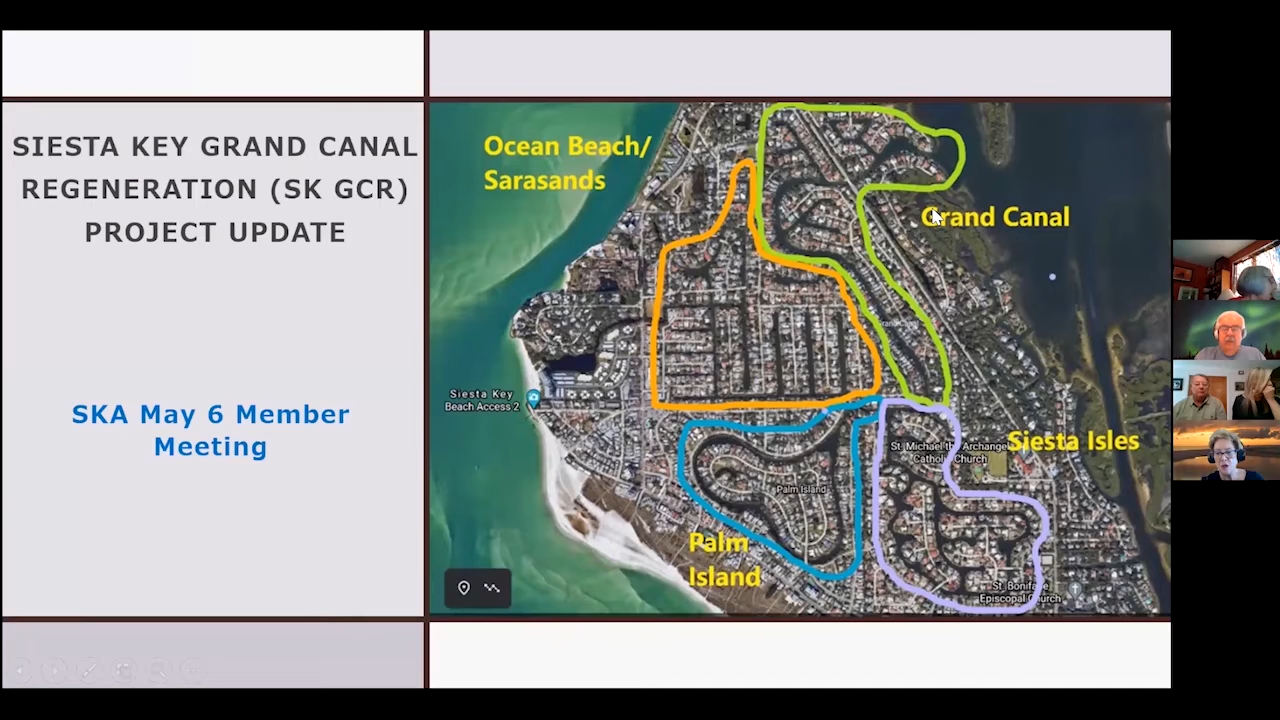 SIESTA KEY GRAND CANAL
REGENERATION (SK GCR)
PROJECT UPDATE
SKA May 6 Member
Meeting
Ocean Beach/
Sarasands
Grand Canal
Grand Canal
Siesta Key
Beach Access 2
St. Michael the Archangel
Catholic Church
Siesta Isles
Palm Island
Palm
Island
St. Boniface
Episcopal Church